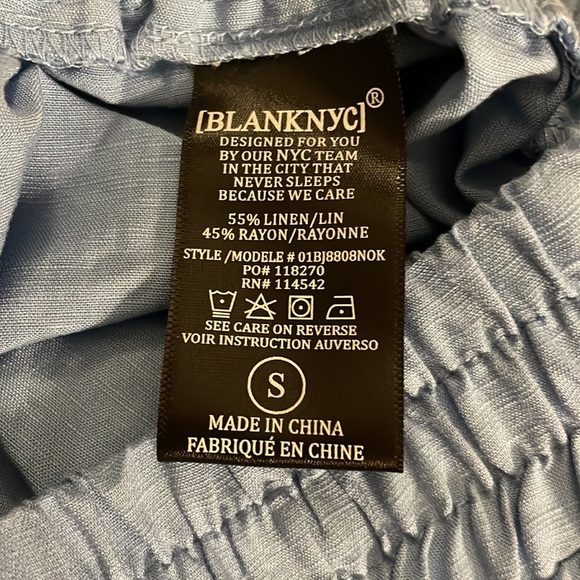 [BLANKNYC]®
DESIGNED FOR YOU
BY OUR NYC TEAM
IN THE CITY THAT
NEVER SLEEPS
BECAUSE WE CARE
55% LINEN/LIN
45% RAYON/RAYONNE
STYLE /MODELE # 01BJ8808NOK
PO# 118270
RN# 114542
SEE CARE ON REVERSE
VOIR INSTRUCTION AUVERSO
S
MADE IN CHINA
FABRIQUÉ EN CHINE